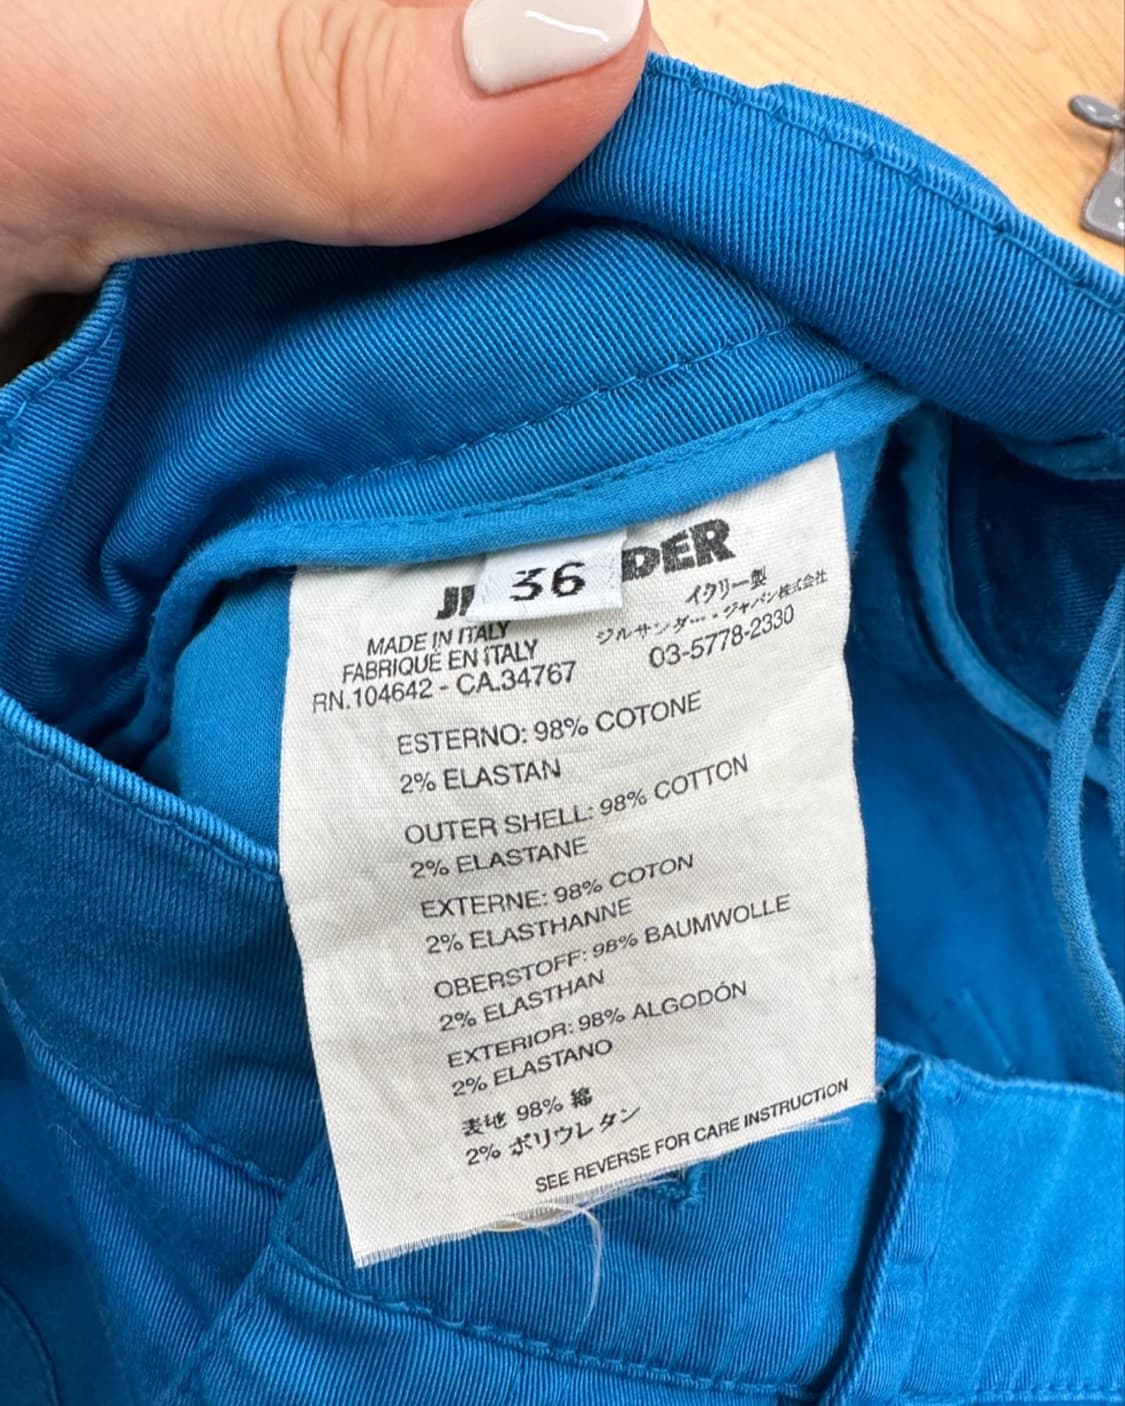 36
JI DER
MADE IN ITALY
FABRIQUÉ EN ITALY
RN.104642 - CA.34767
イタリー製
ジルサンダー・ジャパン株式会社
03-5778-2330
ESTERNO: 98% COTONE
2% ELASTAN
OUTER SHELL: 98% COTTON
2% ELASTANE
EXTERNE: 98% COTON
2% ELASTHANNE
OBERSTOFF: 98% BAUMWOLLE
2% ELASTHAN
EXTERIOR: 98% ALGODÓN
2% ELASTANO
表地 98% 綿
2% ポリウレタン
SEE REVERSE FOR CARE INSTRUCTION